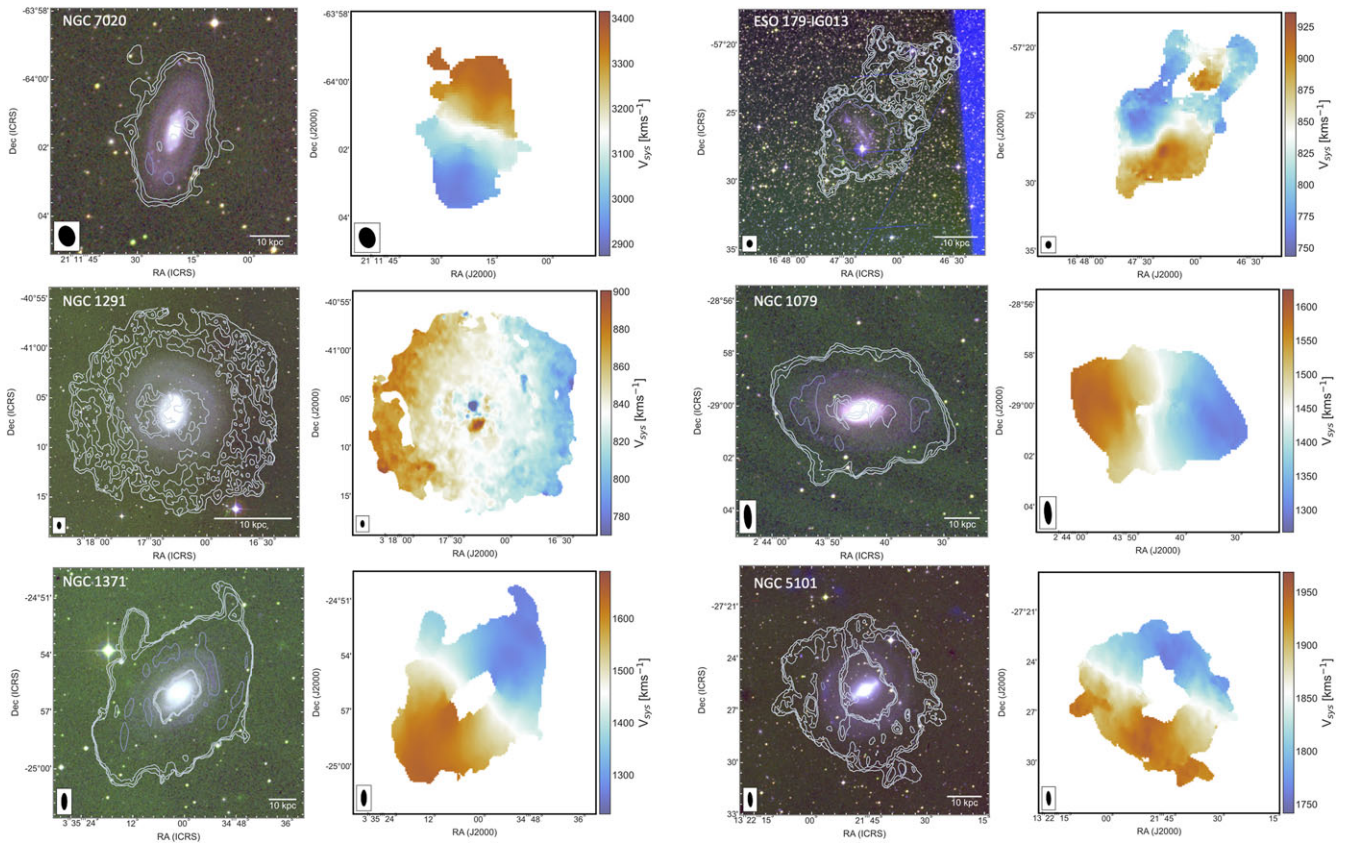 NGC 7020
-63°58'
-64°00'
02'
04'
Dec (ICRS)
10 kpc
21h11m45s
30s
15s
00s
RA (ICRS)
-63°58'
-64°00'
02'
04'
Dec (J2000)
21h11m45s
30s
15s
00s
RA (J2000)
3400
3300
3200
3100
3000
2900
Vsys [kms−1]
ESO 179-IG013
-57°20'
25'
30'
35'
Dec (ICRS)
10 kpc
16h48m00s
47m30s
00s
46m30s
RA (ICRS)
-57°20'
25'
30'
35'
Dec (J2000)
16h48m00s
47m30s
00s
46m30s
RA (J2000)
925
900
875
850
825
800
775
750
Vsys [kms−1]
NGC 1291
-40°55'
-41°00'
05'
10'
15'
Dec (ICRS)
10 kpc
3h18m00s
17m30s
00s
16m30s
RA (ICRS)
-40°55'
-41°00'
05'
10'
15'
Dec (J2000)
3h18m00s
17m30s
00s
16m30s
RA (J2000)
900
880
860
840
820
800
780
Vsys [kms−1]
NGC 1079
-28°56'
58'
-29°00'
02'
04'
Dec (ICRS)
10 kpc
2h44m00s
43m50s
40s
30s
RA (ICRS)
-28°56'
58'
-29°00'
02'
04'
Dec (J2000)
2h44m00s
43m50s
40s
30s
RA (J2000)
1600
1550
1500
1450
1400
1350
1300
Vsys [kms−1]
NGC 1371
-24°51'
54'
57'
-25°00'
Dec (ICRS)
10 kpc
3h35m24s
12s
00s
34m48s
36s
RA (ICRS)
-24°51'
54'
57'
-25°00'
Dec (J2000)
3h35m24s
12s
00s
34m48s
36s
RA (J2000)
1600
1500
1400
1300
Vsys [kms−1]
NGC 5101
-27°21'
24'
27'
30'
Dec (ICRS)
10 kpc
13h22m15s
00s
21m45s
30s
15s
RA (ICRS)
-27°21'
24'
27'
30'
Dec (J2000)
13h22m15s
00s
21m45s
30s
15s
RA (J2000)
1950
1900
1850
1800
1750
Vsys [kms−1]